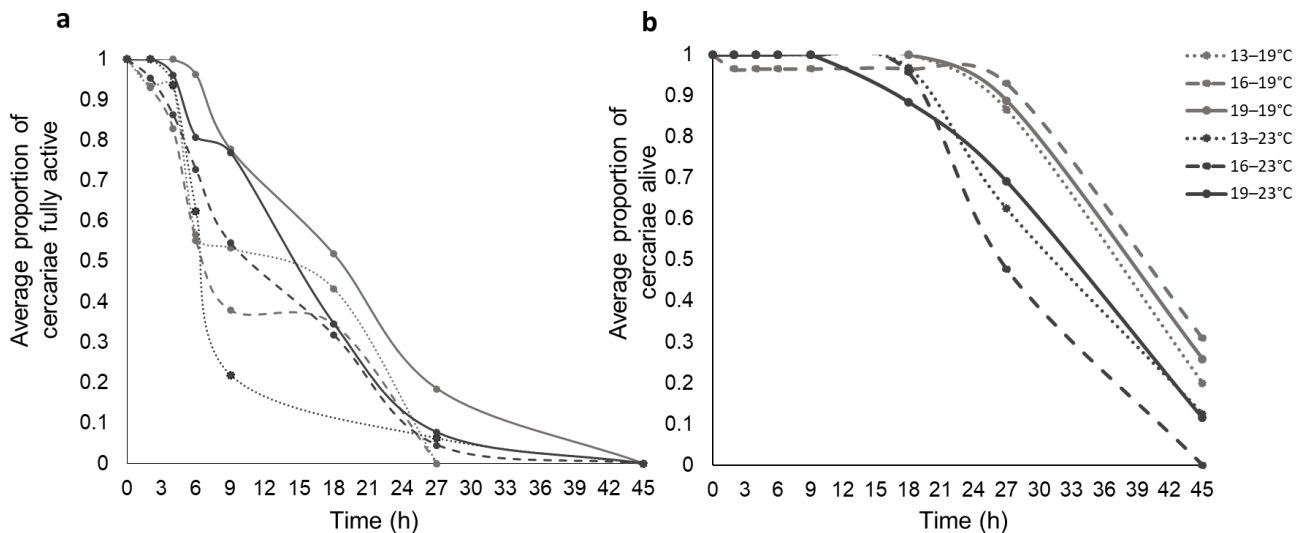 a
Average proportion of
cercariae fully active
1
0.9
0.8
0.7
0.6
0.5
0.4
0.3
0.2
0.1
0
0 3 6 9 12 15 18 21 24 27 30 33 36 39 42 45
Time (h)
b
Average proportion of
cercariae alive
1
0.9
0.8
0.7
0.6
0.5
0.4
0.3
0.2
0.1
0
0 3 6 9 12 15 18 21 24 27 30 33 36 39 42 45
Time (h)
13–19°C
16–19°C
19–19°C
13–23°C
16–23°C
19–23°C